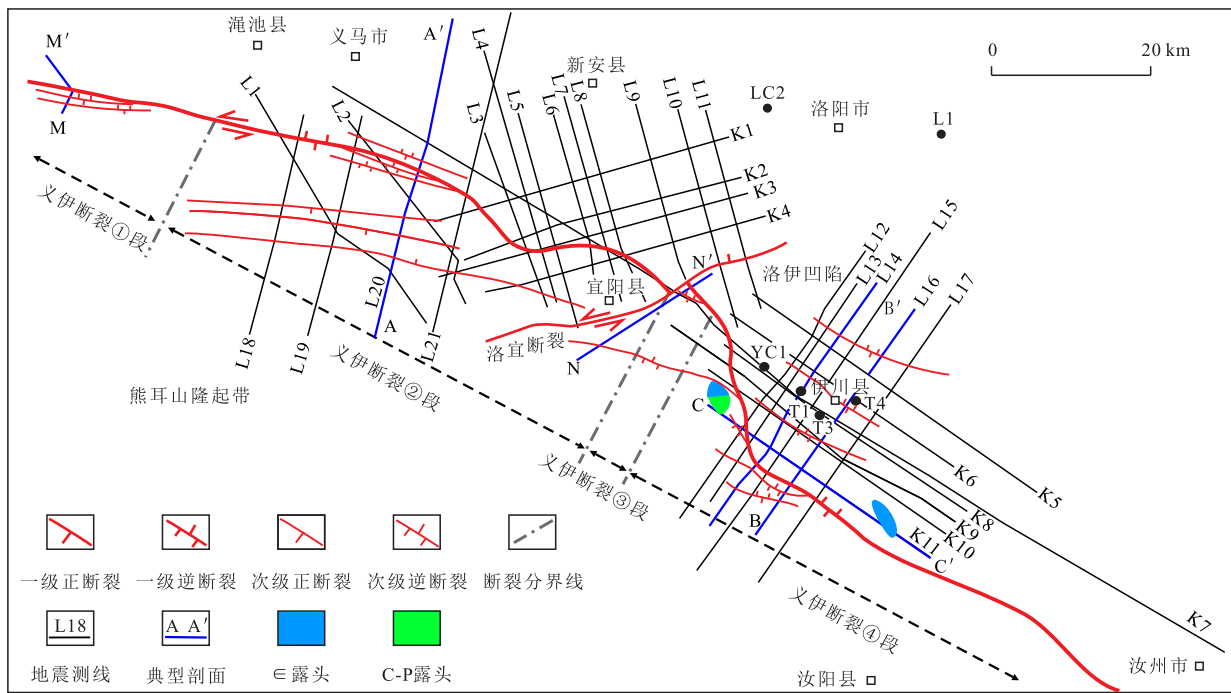 渑池县
义马市
新安县
洛阳市
0
20 km
M′
M
A′
L4
L1
L2
L3
L5
L6
L7
L8
L9
L10
L11
LC2
L1
K1
K2
K3
K4
义伊断裂①段
L18
L19
L20
A
L21
宜阳县
N′
N
洛宜断裂
洛伊凹陷
L12
L13
L14
L15
L16
L17
B′
熊耳山隆起带
义伊断裂②段
C
YC1
伊川县
T1
T3
T4
K6
K5
义伊断裂③段
B
K8
K9
K10
K11
C′
K7
义伊断裂④段
汝阳县
汝州市
一级正断裂
一级逆断裂
次级正断裂
次级逆断裂
断裂分界线
L18
A A′
地震测线
典型剖面
∈露头
C-P露头